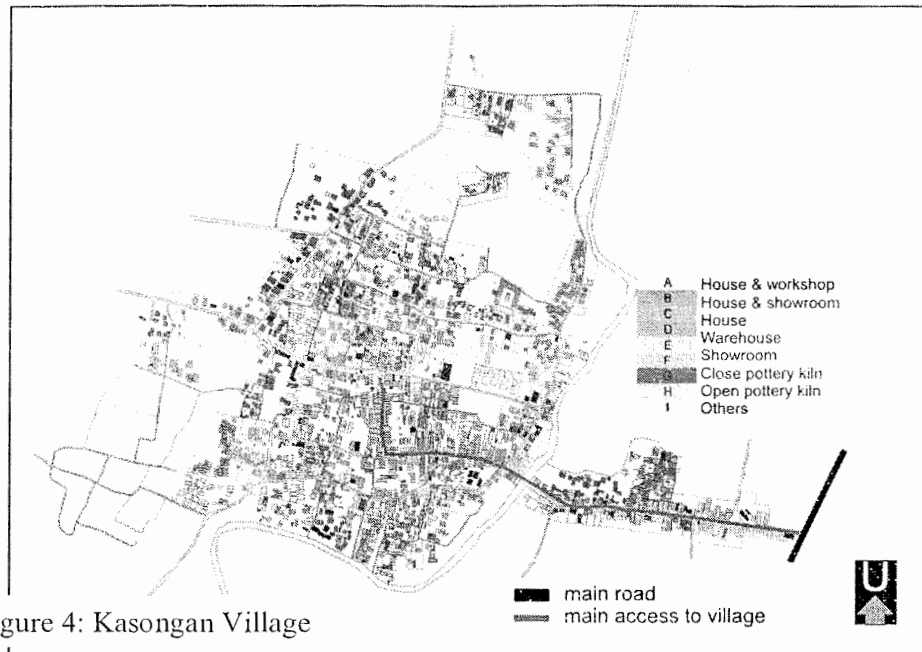 A House & workshop
B House & showroom
C House
D Warehouse
E Showroom
F Close pottery kiln
G Open pottery kiln
H Others
I
main road
main access to village
U
gure 4: Kasongan Village